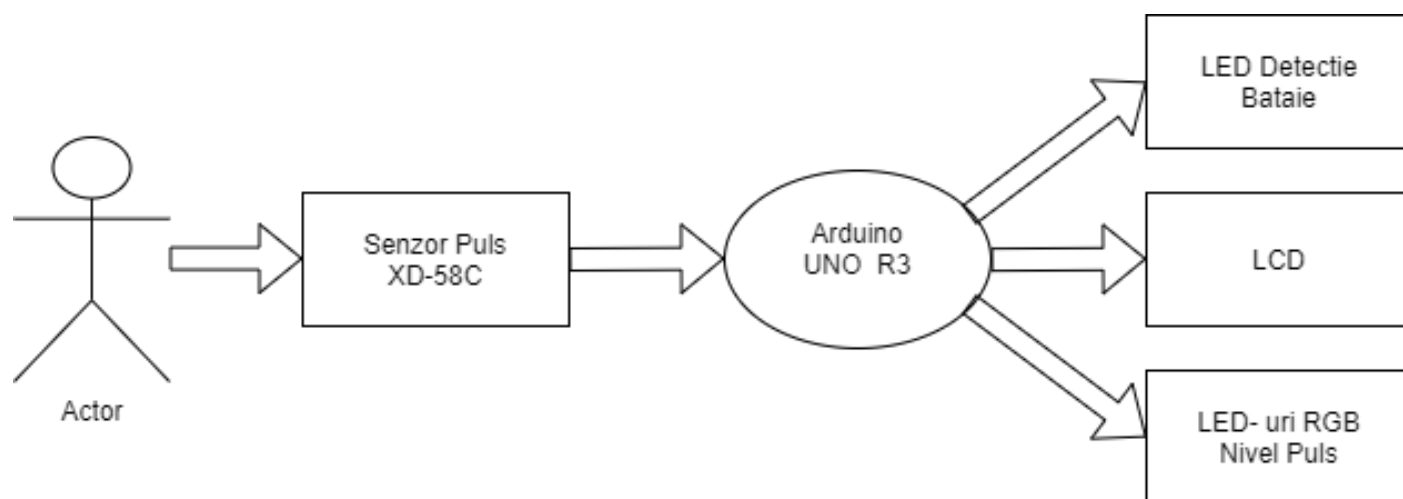 Actor
Senzor Puls
XD-58C
Arduino
UNO R3
LED Detectie
Bataie
LCD
LED- uri RGB
Nivel Puls